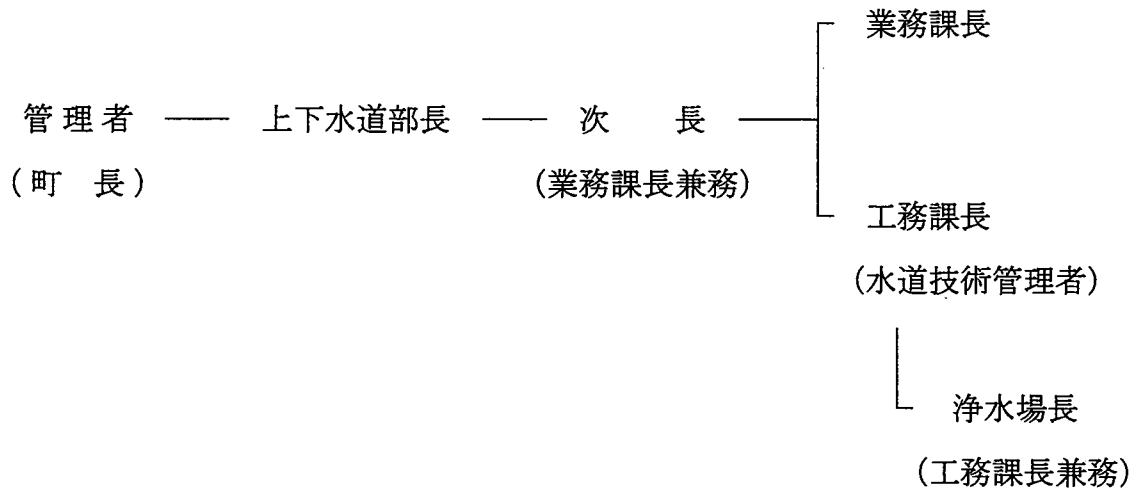 業務課長
管理者 上下水道部長 次 長
(町 長) (業務課長兼務)
工務課長
(水道技術管理者)
浄水場長
(工務課長兼務)